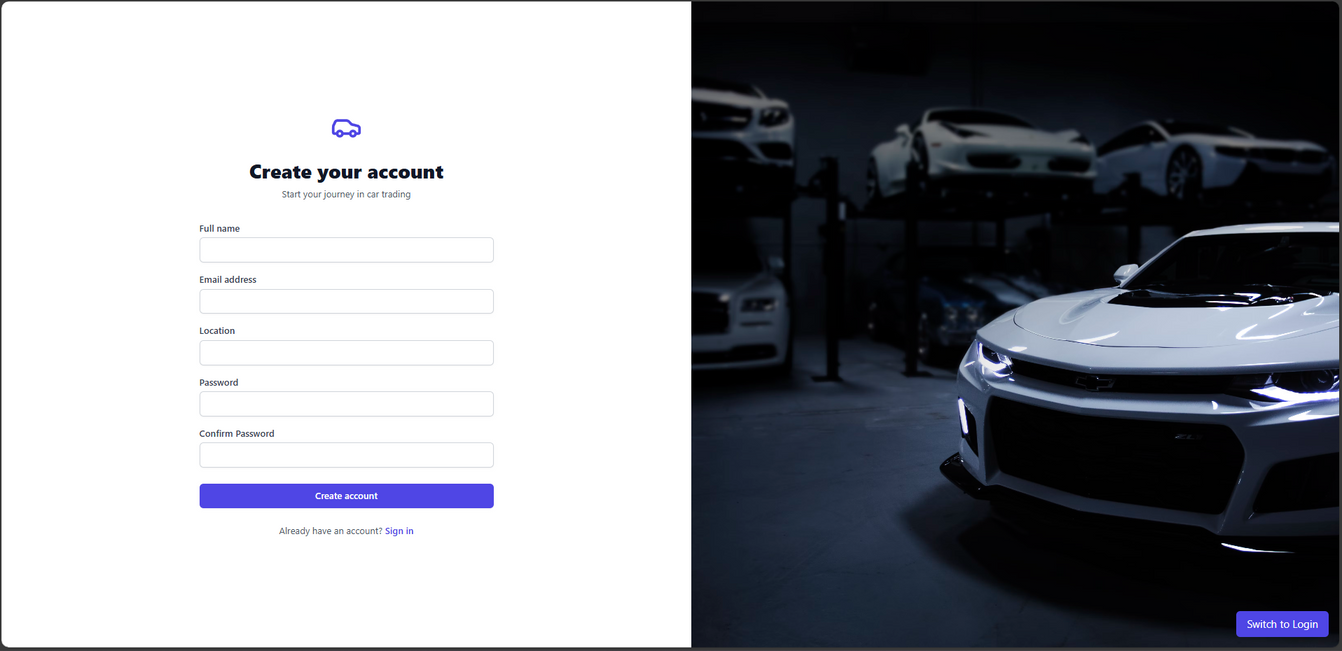 Create your account
Start your journey in car trading
Full name
Email address
Location
Password
Confirm Password
Create account
Already have an account? Sign in
ZL1
Switch to Login